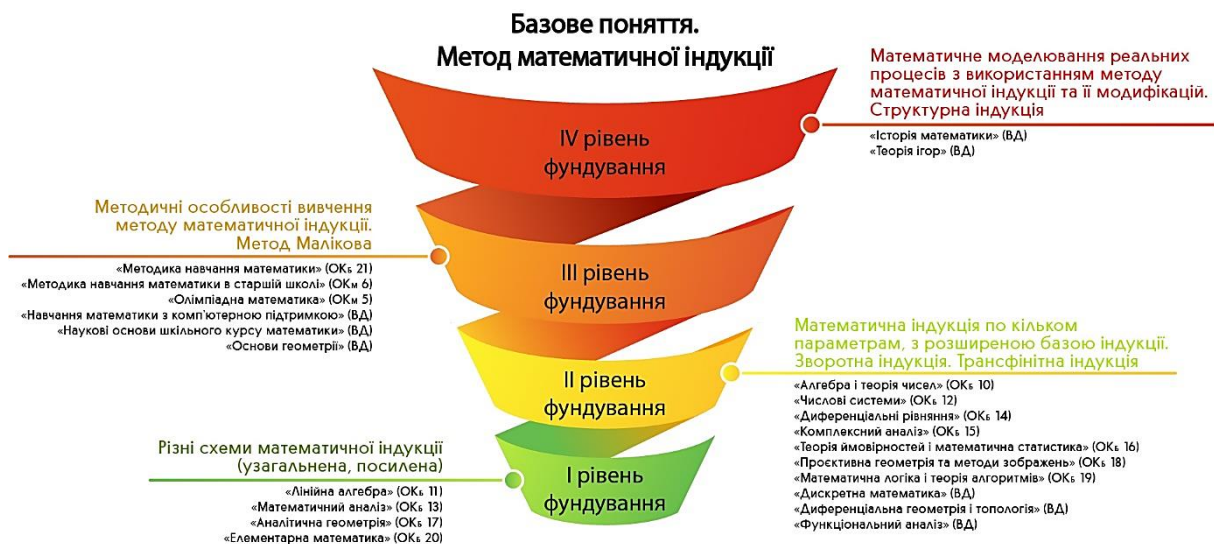 Базове поняття.
Метод математичної індукції
IV рівень
фундування
Математичне моделювання реальних
процесів з використанням методу
математичної індукції та її модифікацій.
Структурна індукція
«Історія математики» (ВД)
«Теорія ігор» (ВД)
Методичні особливості вивчення
методу математичної індукції.
Метод Малікова
«Методика навчання математики» (ОКБ 21)
«Методика навчання математики в старшій школі» (ОКМ 6)
«Олімпіадна математика» (ОКМ 5)
«Навчання математики з комп'ютерною підтримкою» (ВД)
«Наукові основи шкільного курсу математики» (ВД)
«Основи геометрії» (ВД)
III рівень
фундування
II рівень
фундування
Математична індукція по кільком
параметрам, з розширеною базою індукції.
Зворотна індукція. Трансфінітна індукція
«Алгебра і теорія чисел» (ОКБ 10)
«Числові системи» (ОКБ 12)
«Диференціальні рівняння» (ОКБ 14)
«Комплексний аналіз» (ОКБ 15)
«Теорія ймовірностей і математична статистика» (ОКБ 16)
«Проєктивна геометрія та методи зображень» (ОКБ 18)
«Математична логіка і теорія алгоритмів» (ОКБ 19)
«Дискретна математика» (ВД)
«Диференціальна геометрія і топологія» (ВД)
«Функціональний аналіз» (ВД)
Різні схеми математичної індукції
(узагальнена, посилена)
«Лінійна алгебра» (ОКБ 11)
«Математичний аналіз» (ОКБ 13)
«Аналітична геометрія» (ОКБ 17)
«Елементарна математика» (ОКБ 20)
I рівень
фундування